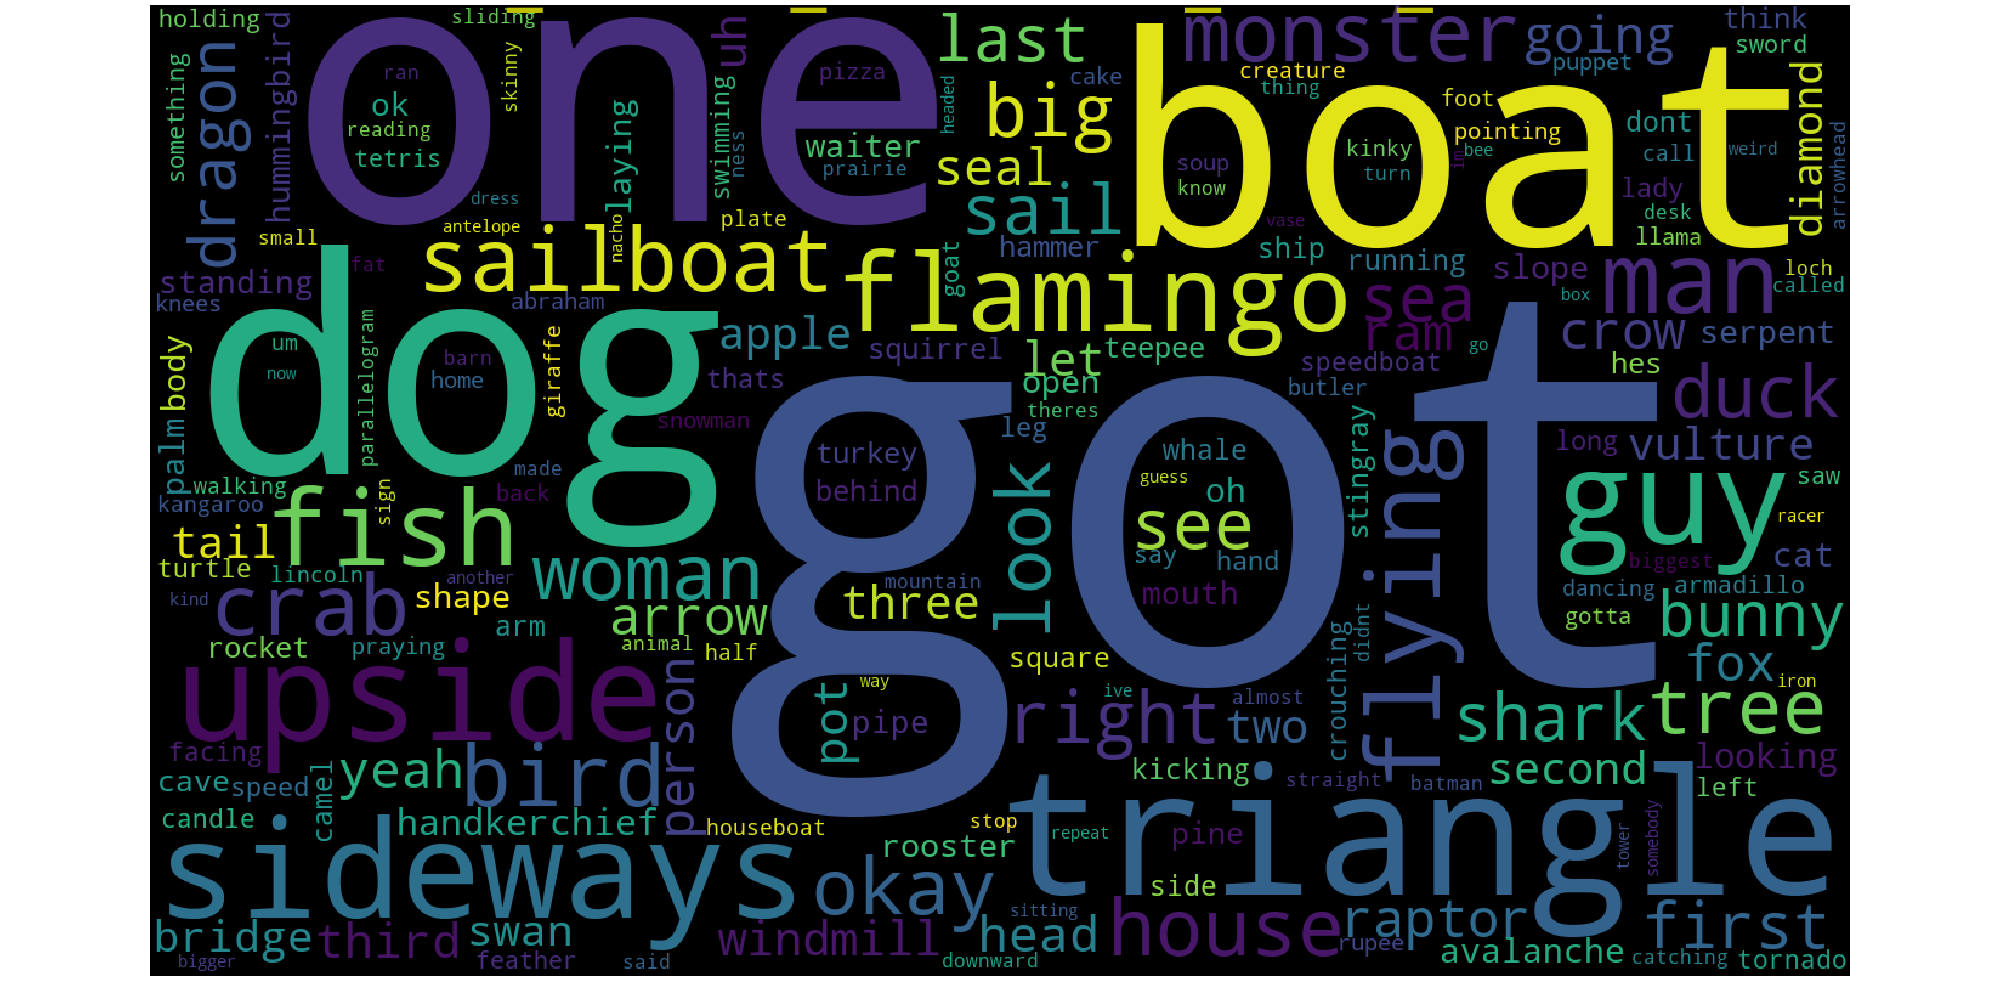 holding
sliding
one
uh
last
monster
going
think
sword
something
dragon
hummingbird
ran
ok
reading
tetris
skinny
laying
swimming
ness
pizza
waiter
prairie
headed
big
cake
boat
creature
thing
puppet
foot
pointing
dont
diamond
call
weird
arrowhead
seal
soup
know
kinky
turn
in
bee
lady
desk
llama
dress
antelope
nacho
plate
sail
vase
small
fat
sailboat
flamingo
goat
hammer
ship
running
slope
man
loch
called
standing
knees
abraham
sea
box
dog
um
now
parallelogram
barn
home
giraffe
apple
squirrel
let
teepee
ram
speedboat
go
crow
serpent
hes
palm
body
thats
snowman
open
theres
leg
butler
duck
got
turkey
behind
whale
guess
oh
stingray
flying
long
vulture
guy
saw
racer
walking
kangaroo
sign
made
back
fish
look
see
say
hand
mouth
tail
turtle
lincoln
another
kind
woman
mountain
three
biggest
cat
dancing
armadillo
gotta
bunny
crab
shape
arrow
arm
animal
half
rocket
praying
square
crouching
didnt
fox
iron
upside
person
pot
way
pipe
ive
right
almost
two
shark
tree
facing
cave
speed
camel
yeah
bird
kicking
straight
batman
second
looking
left
candle
handkerchief
houseboat
stop
repeat
triangle
pine
tower
somebody
sideways
rooster
okay
side
bridge
third
swan
windmill
sitting
head
house
raptor
first
bigger
feather
said
downward
rupee
avalanche
catching
tornado